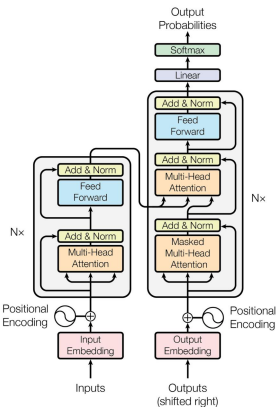 Output
Probabilities
Softmax
Linear
Add & Norm
Feed
Forward
Add & Norm
Multi-Head
Attention
Add & Norm
Masked
Multi-Head
Attention
N×
Positional
Encoding
Output
Embedding
Outputs
(shifted right)
Add & Norm
Feed
Forward
N×
Add & Norm
Multi-Head
Attention
Positional
Encoding
Input
Embedding
Inputs